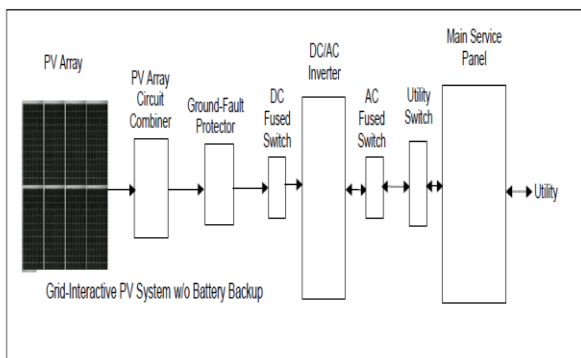 PV Array
PV Array
Circuit
Combiner
Ground-Fault
Protector
DC
Fused
Switch
DC/AC
Inverter
AC
Fused
Switch
Utility
Switch
Main Service
Panel
Utility
Grid-Interactive PV System w/o Battery Backup